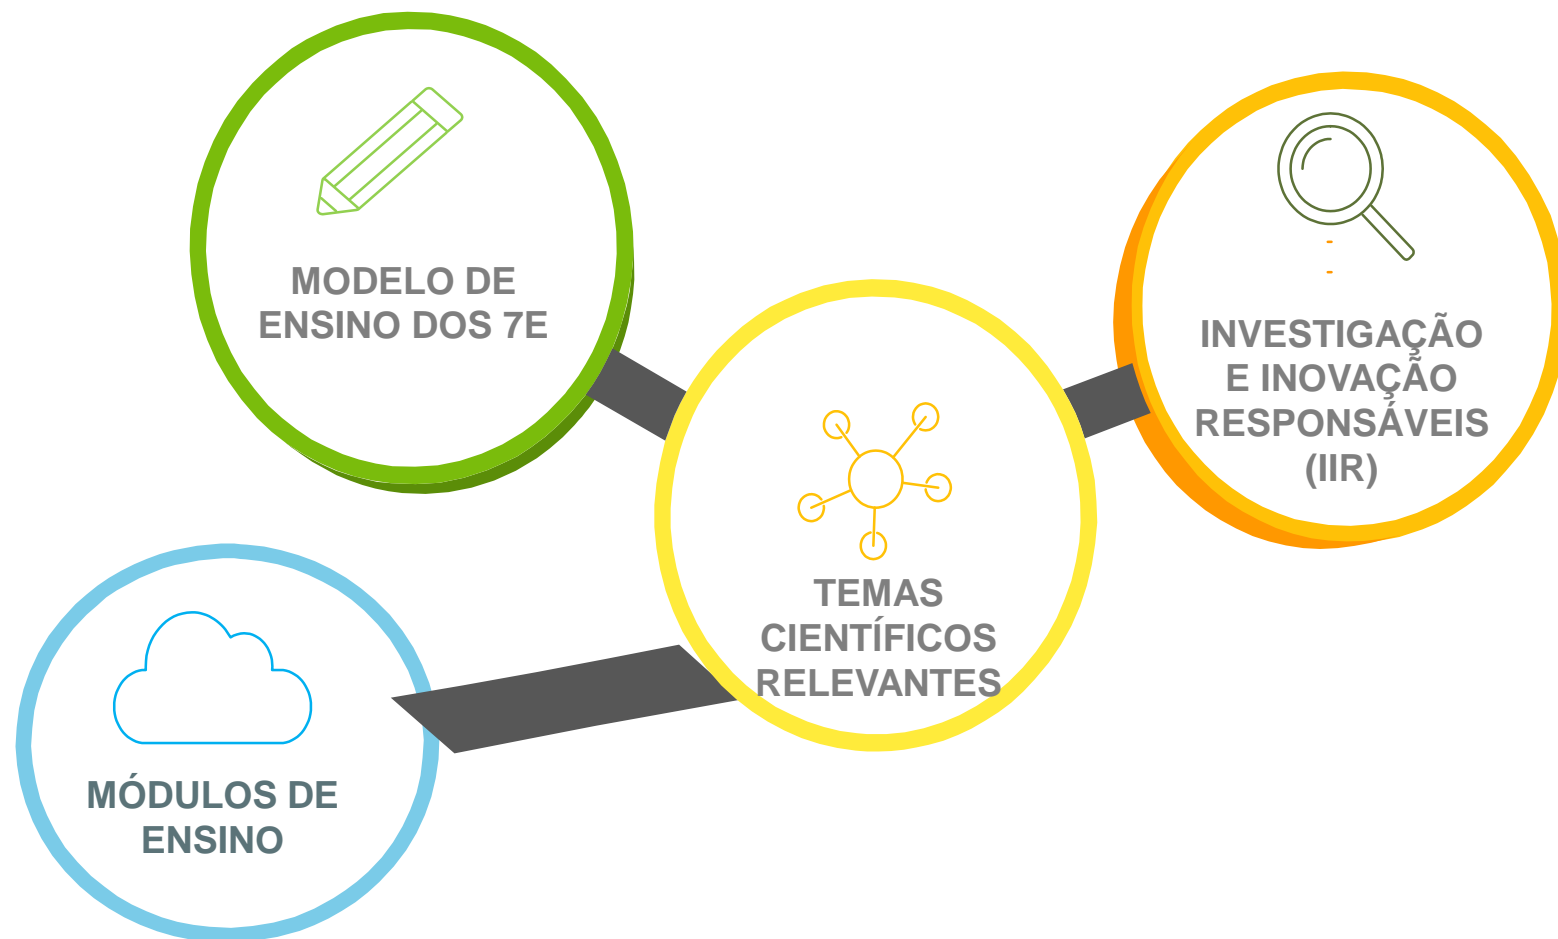 MODELO DE
ENSINO DOS 7E
INVESTIGAÇÃO
E INOVAÇÃO
RESPONSÁVEIS
(IIR)
TEMAS
CIENTÍFICOS
RELEVANTES
MÓDULOS DE
ENSINO